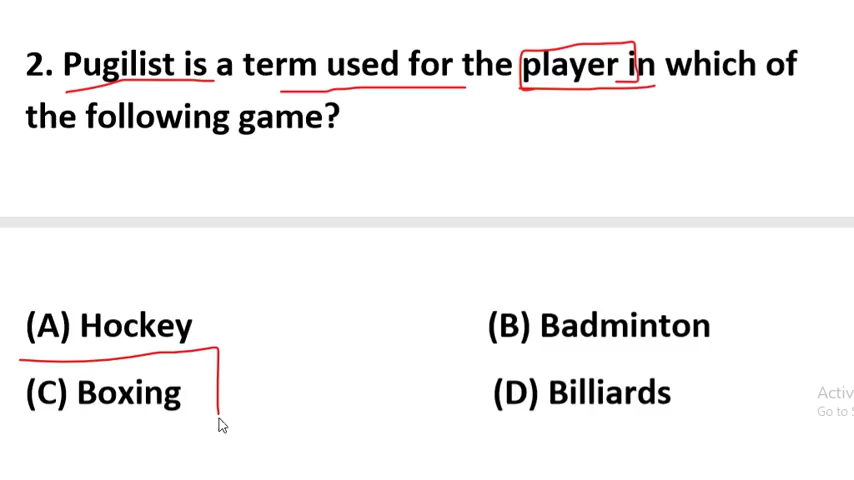 2. Pugilist is a term used for the player in which of
the following game?
(A) Hockey
(B) Badminton
(C) Boxing
(D) Billiards
Activ
Go to S